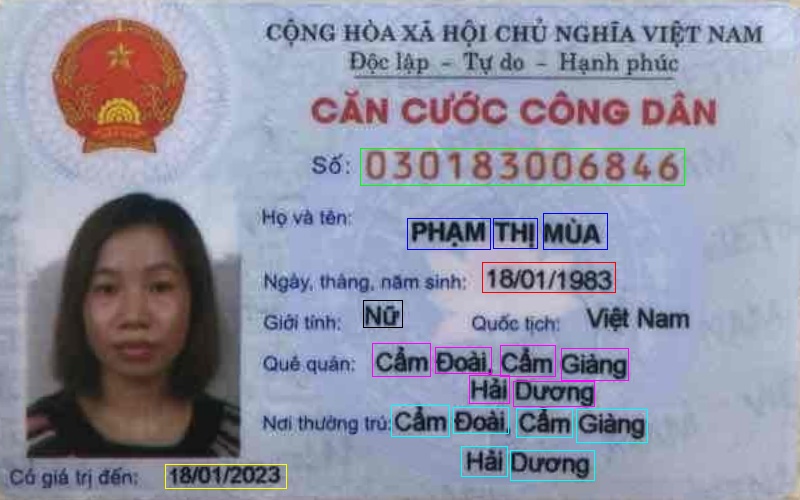 CỘNG HÒA XÃ HỘI CHỦ NGHĨA VIỆT NAM
Độc lập - Tự do - Hạnh phúc
CĂN CƯỚC CÔNG DÂN
Số: 030183006846
Họ và tên:
PHẠM THỊ MÙA
Ngày, tháng, năm sinh: 18/01/1983
Giới tính: Nữ Quốc tịch: Việt Nam
Quê quán: Cẩm Đoài, Cẩm Giàng
Hải Dương
Nơi thường trú: Cẩm Đoài, Cẩm Giàng
Hải Dương
Có giá trị đến: 18/01/2023